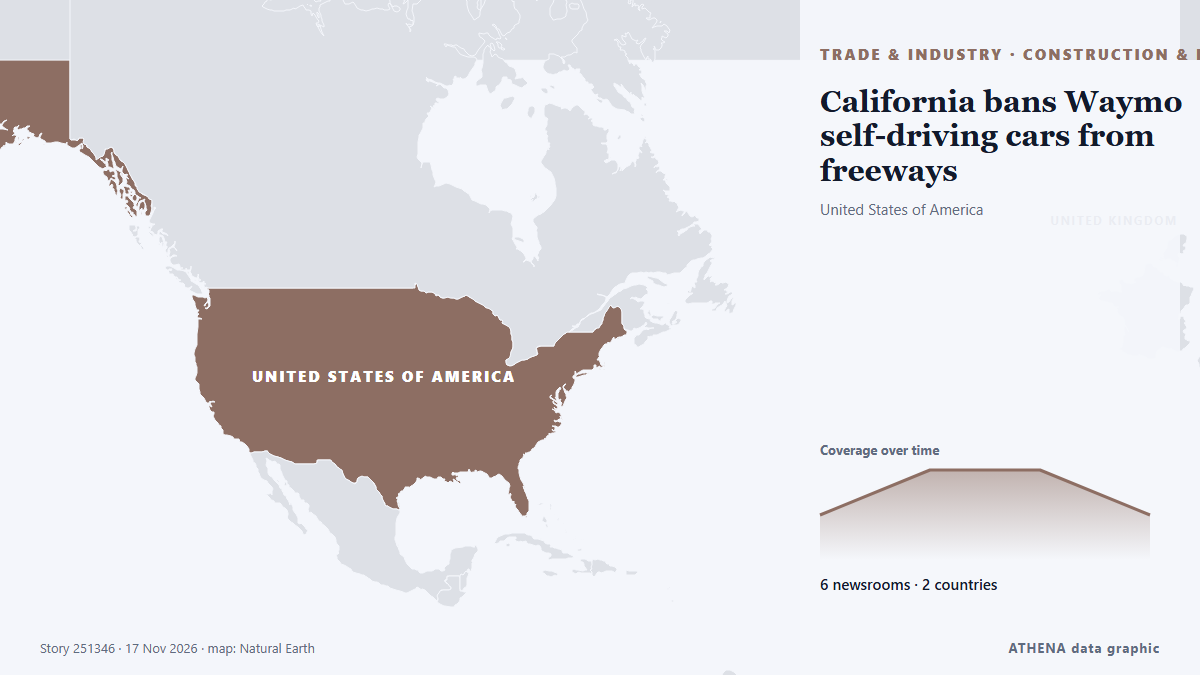 TRADE & INDUSTRY · CONSTRUCTION &
California bans Waymo
self-driving cars from
freeways
United States of America
UNITED KINGDOM
UNITED STATES OF AMERICA
Coverage over time
6 newsrooms · 2 countries
Story 251346 · 17 Nov 2026 · map: Natural Earth
ATHENA data graphic